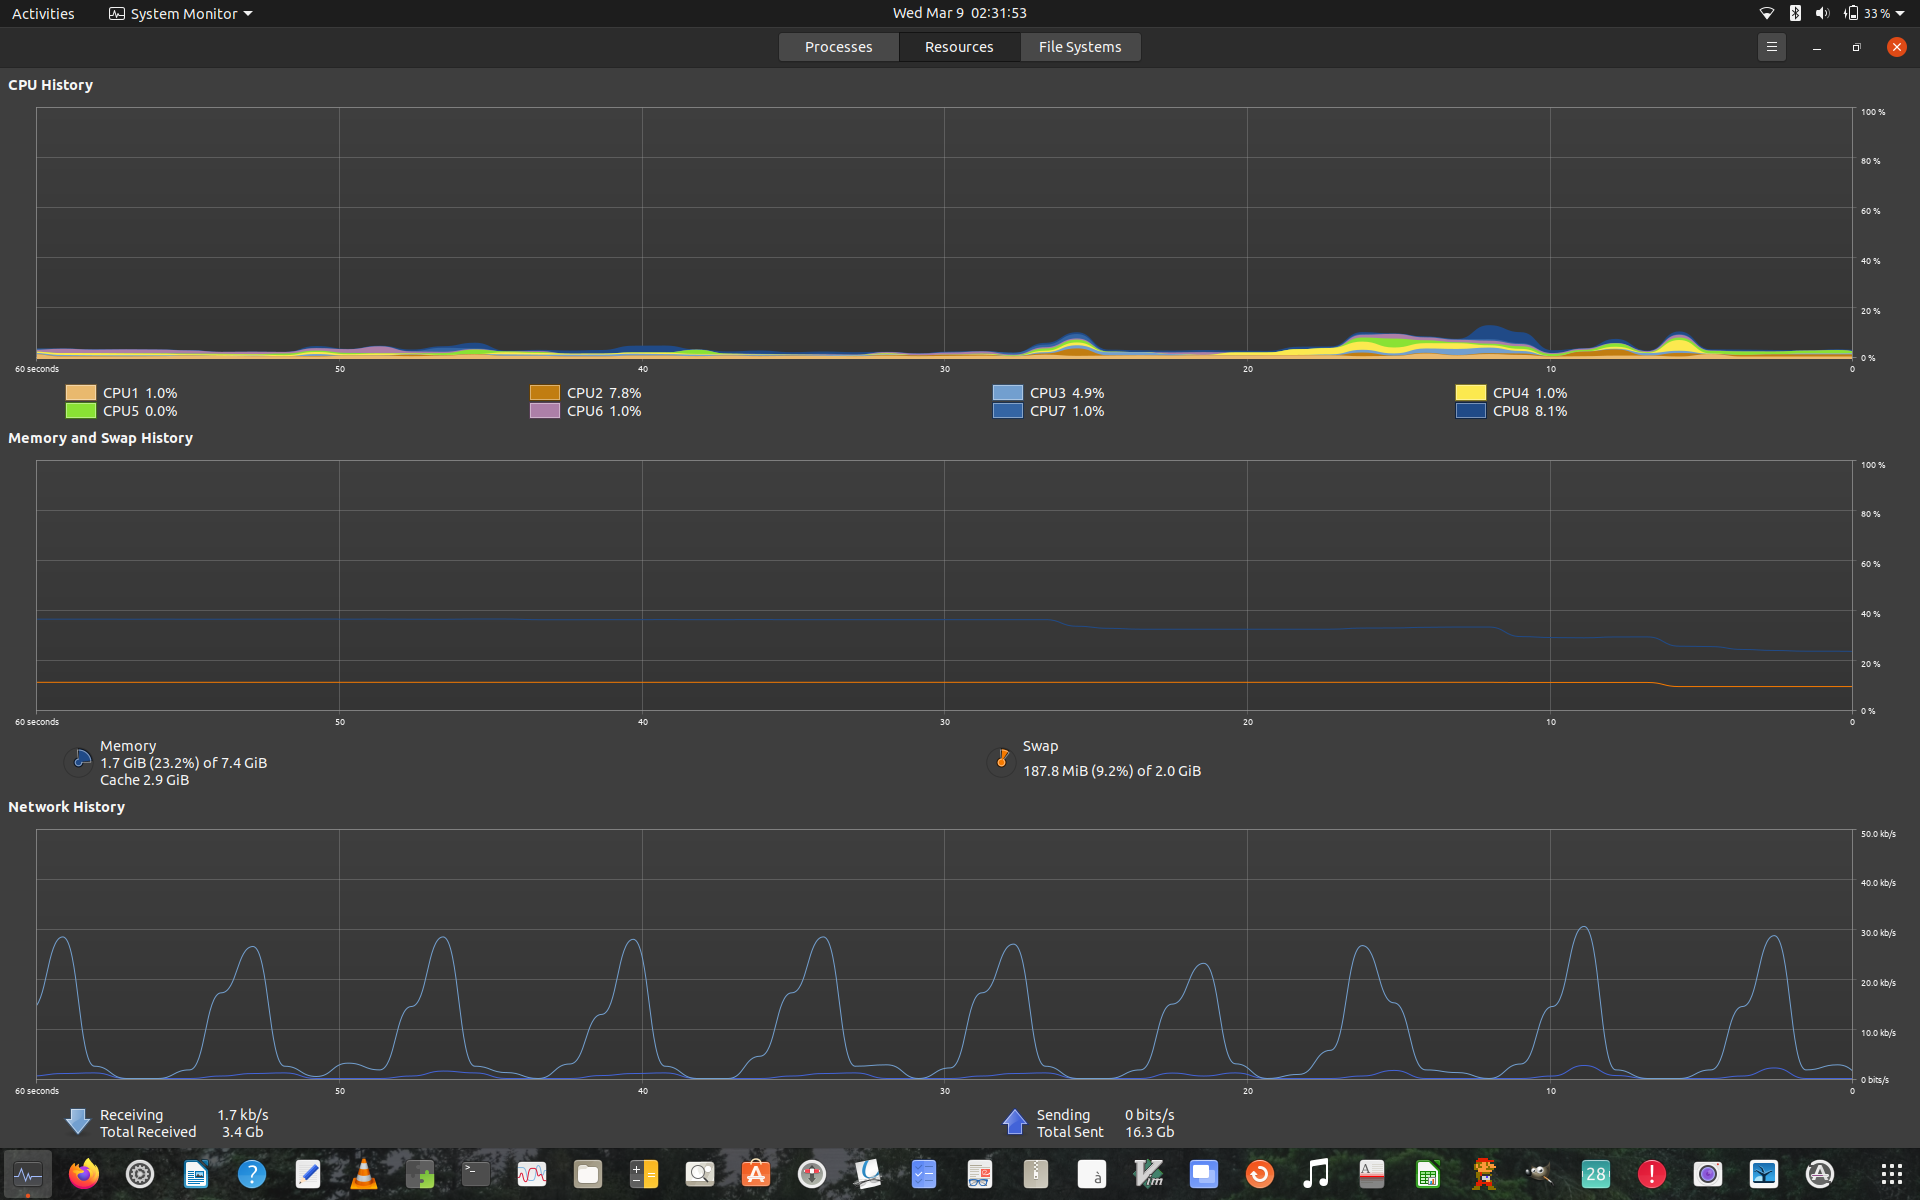 Activities System Monitor Wed Mar 9 02:31:53 33 %
Processes Resources File Systems
CPU History
100 %
80 %
60 %
40 %
20 %
0 %
60 seconds 50 40 30 20 10 0
CPU1 1.0% CPU2 7.8% CPU3 4.9% CPU4 1.0%
CPU5 0.0% CPU6 1.0% CPU7 1.0% CPU8 8.1%
Memory and Swap History
100 %
80 %
60 %
40 %
20 %
0 %
60 seconds 50 40 30 20 10 0
Memory
1.7 GiB (23.2%) of 7.4 GiB
Cache 2.9 GiB
Swap
187.8 MiB (9.2%) of 2.0 GiB
Network History
50.0 kb/s
40.0 kb/s
30.0 kb/s
20.0 kb/s
10.0 kb/s
0 bits/s
60 seconds 50 40 30 20 10 0
Receiving 1.7 kb/s Sending 0 bits/s
Total Received 3.4 Gb Total Sent 16.3 Gb
? >_ à Vim A 28 !